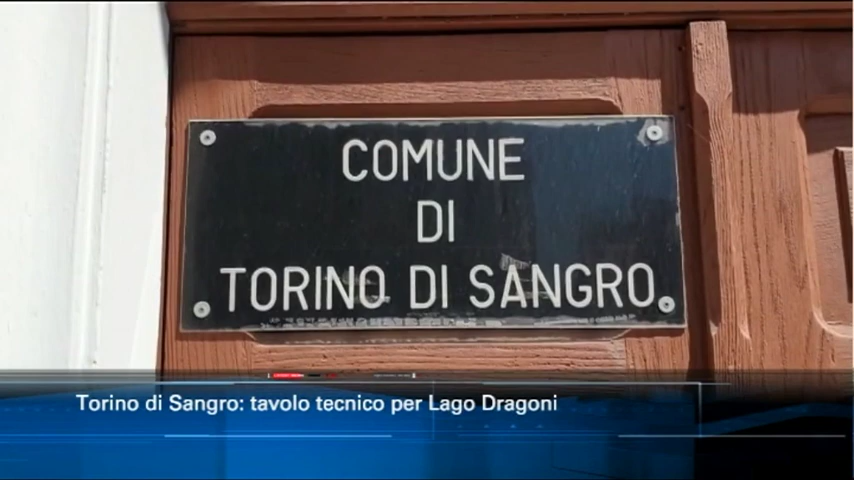 COMUNE
DI
TORINO DI SANGRO
Torino di Sangro: tavolo tecnico per Lago Dragoni